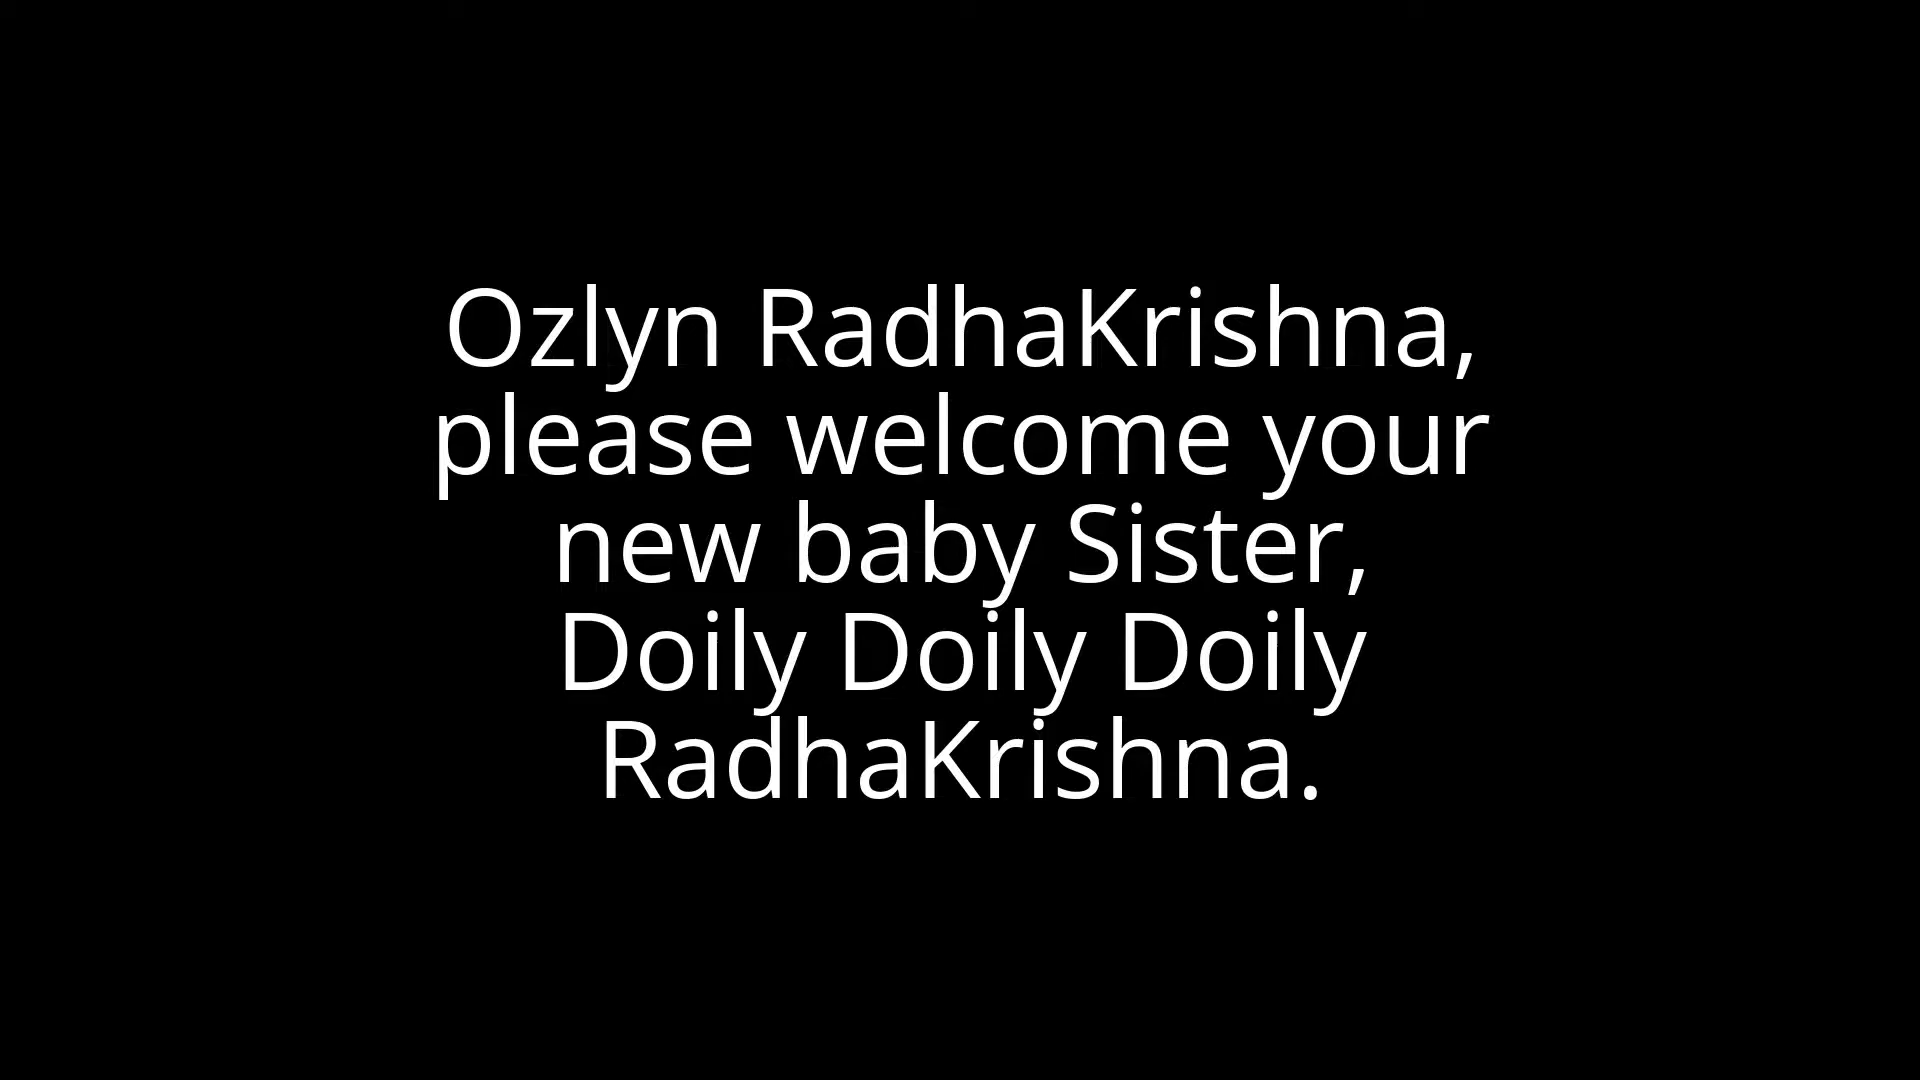 Ozlyn RadhaKrishna,
please welcome your
new baby Sister,
Doily Doily Doily
RadhaKrishna.